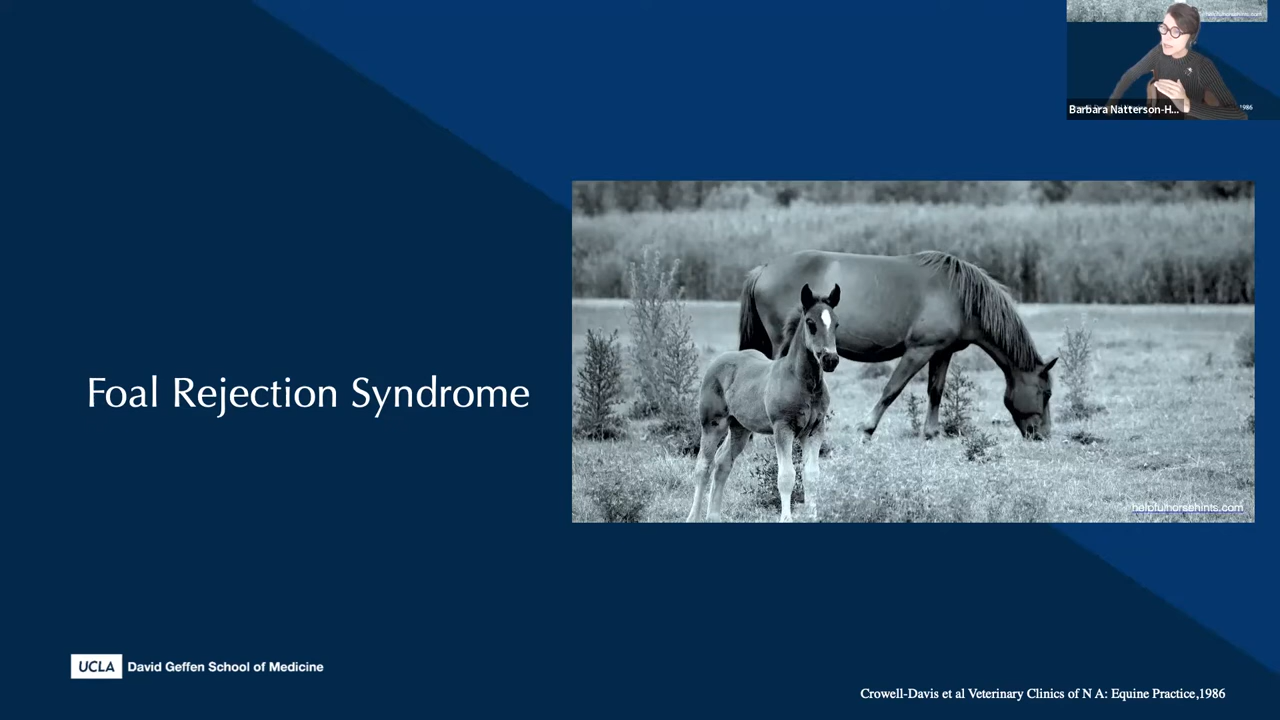 Barbara Natterson-H...
1986
Foal Rejection Syndrome
helpfulhorsehints.com
UCLA David Geffen School of Medicine
Crowell-Davis et al Veterinary Clinics of N A: Equine Practice,1986